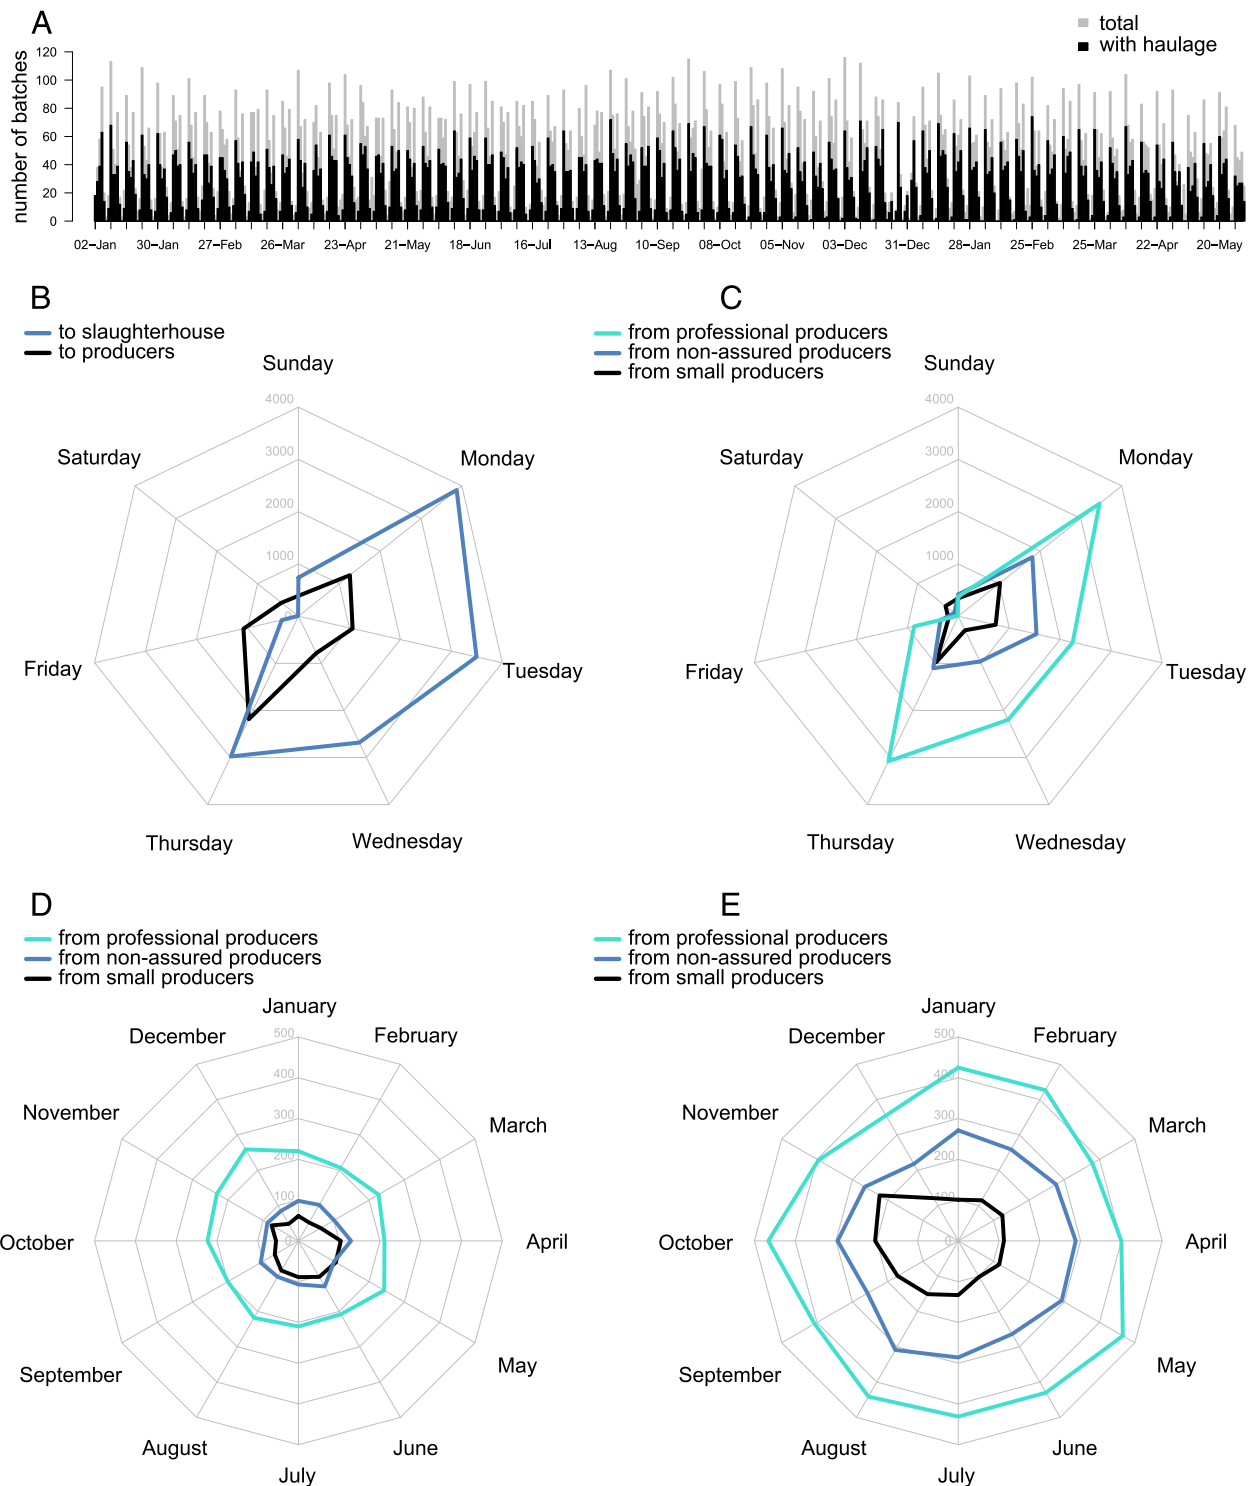 A
total
with haulage
number of batches
120
100
80
60
40
20
0
02–Jan 30–Jan 27–Feb 26–Mar 23–Apr 21–May 18–Jun 16–Jul 13–Aug 10–Sep 08–Oct 05–Nov 03–Dec 31–Dec 28–Jan 25–Feb 25–Mar 22–Apr 20–May
B
to slaughterhouse
to producers
Sunday
Monday
Tuesday
Wednesday
Thursday
Friday
Saturday
4000
3000
2000
1000
0
C
from professional producers
from non-assured producers
from small producers
Sunday
Monday
Tuesday
Wednesday
Thursday
Friday
Saturday
4000
3000
2000
1000
0
D
from professional producers
from non-assured producers
from small producers
January
February
March
April
May
June
July
August
September
October
November
December
500
400
300
200
100
0
E
from professional producers
from non-assured producers
from small producers
January
February
March
April
May
June
July
August
September
October
November
December
500
400
300
200
100
0